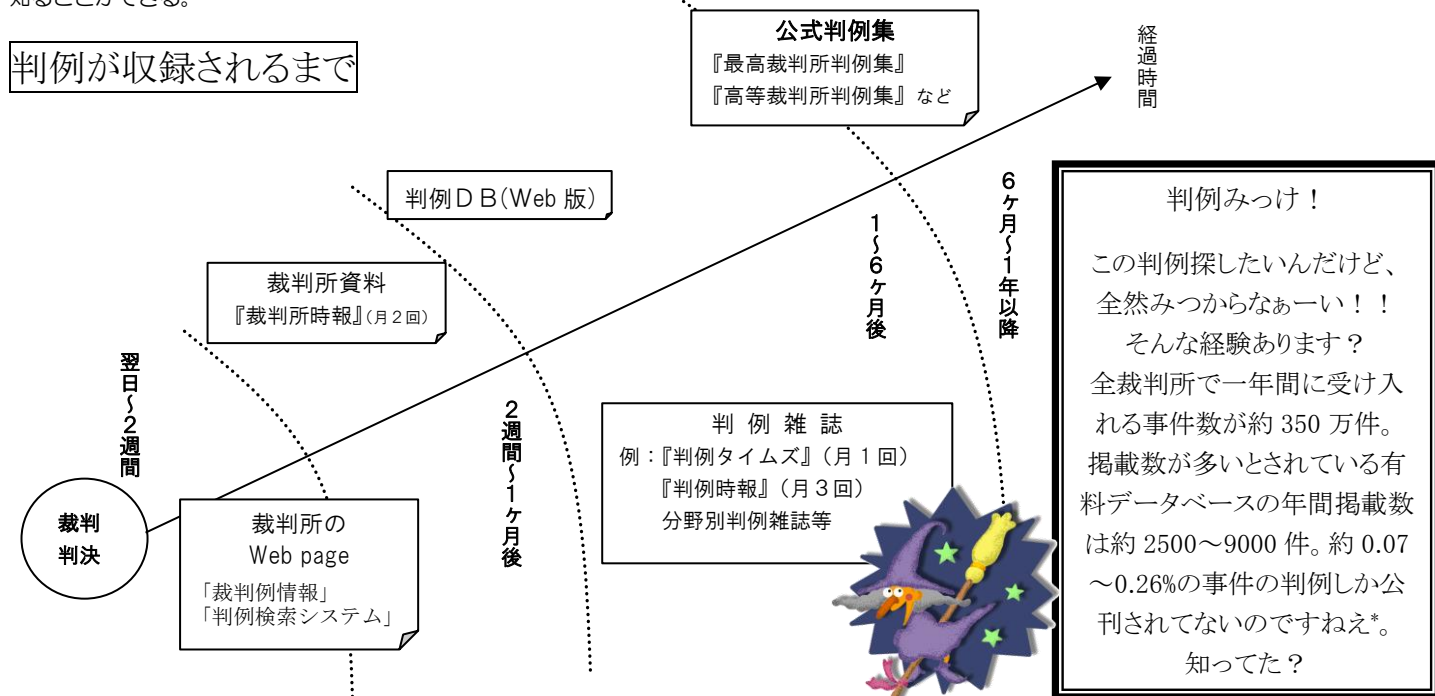 知ることができる。
判例が収録されるまで
公式判例集
『最高裁判所判例集』
『高等裁判所判例集』など
経過時間
判例ＤＢ(Web 版)
裁判所資料
『裁判所時報』(月２回)
翌日～２週間
２週間～１ヶ月後
１～６ヶ月後
６ヶ月～１年以降
裁判
判決
裁判所の
Web page
「裁判例情報」
「判例検索システム」
判 例 雑 誌
例：『判例タイムズ』（月１回）
『判例時報』（月３回）
分野別判例雑誌等
判例みっけ！
この判例探したいんだけど、
全然みつからなぁーい！！
そんな経験あります？
全裁判所で一年間に受け入
れる事件数が約 350 万件。
掲載数が多いとされている有
料データベースの年間掲載数
は約 2500～9000 件。約 0.07
～0.26%の事件の判例しか公
刊されてないのですねえ*。
知ってた？